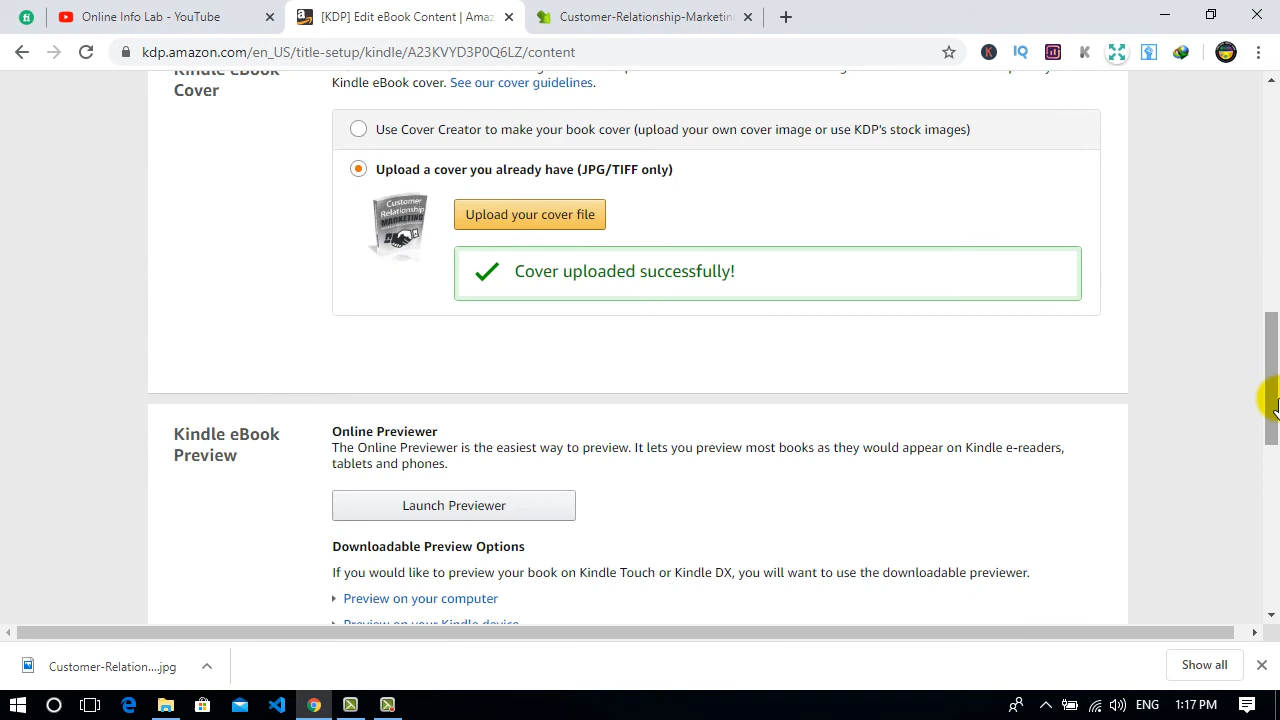 Online Info Lab - YouTube
[KDP] Edit eBook Content | Amaz
Customer-Relationship-Marketin
kdp.amazon.com/en_US/title-setup/kindle/A23KVYD3P0Q6LZ/content
Kindle eBook
Cover
Kindle eBook cover. See our cover guidelines.
Use Cover Creator to make your book cover (upload your own cover image or use KDP's stock images)
Upload a cover you already have (JPG/TIFF only)
Customer
Relationship
MARKETING
Upload your cover file
Cover uploaded successfully!
Kindle eBook
Preview
Online Previewer
The Online Previewer is the easiest way to preview. It lets you preview most books as they would appear on Kindle e-readers,
tablets and phones.
Launch Previewer
Downloadable Preview Options
If you would like to preview your book on Kindle Touch or Kindle DX, you will want to use the downloadable previewer.
Preview on your computer
Preview on your Kindle device
Customer-Relation....jpg
Show all
ENG
1:17 PM